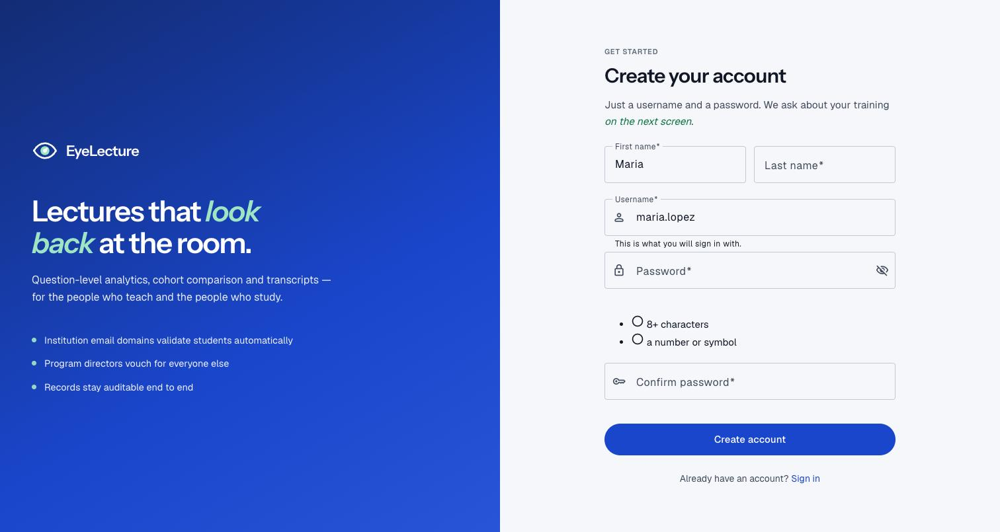 EyeLecture
Lectures that look
back at the room.
Question-level analytics, cohort comparison and transcripts —
for the people who teach and the people who study.
Institution email domains validate students automatically
Program directors vouch for everyone else
Records stay auditable end to end
GET STARTED
Create your account
Just a username and a password. We ask about your training
on the next screen.
First name*
Maria
Last name*
Username*
maria.lopez
This is what you will sign in with.
Password*
8+ characters
a number or symbol
Confirm password*
Create account
Already have an account? Sign in